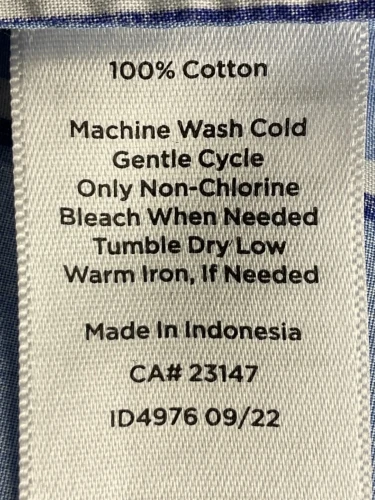 100% Cotton
Machine Wash Cold
Gentle Cycle
Only Non-Chlorine
Bleach When Needed
Tumble Dry Low
Warm Iron, If Needed
Made In Indonesia
CA# 23147
ID4976 09/22